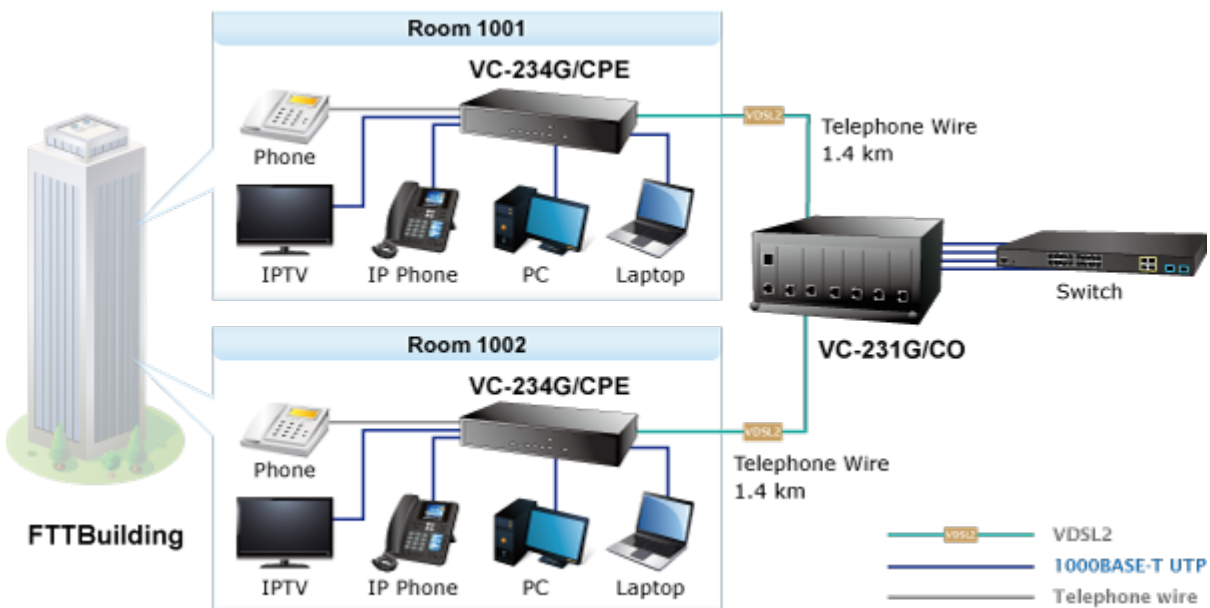 Room 1001
VC-234G/CPE
VDSL2
Telephone Wire
1.4 km
Phone
IPTV
IP Phone
PC
Laptop
Switch
VC-231G/CO
Room 1002
VC-234G/CPE
VDSL2
Phone
Telephone Wire
1.4 km
IPTV
IP Phone
PC
Laptop
FTTBuilding
VDSL2
VDSL2
1000BASE-T UTP
Telephone wire